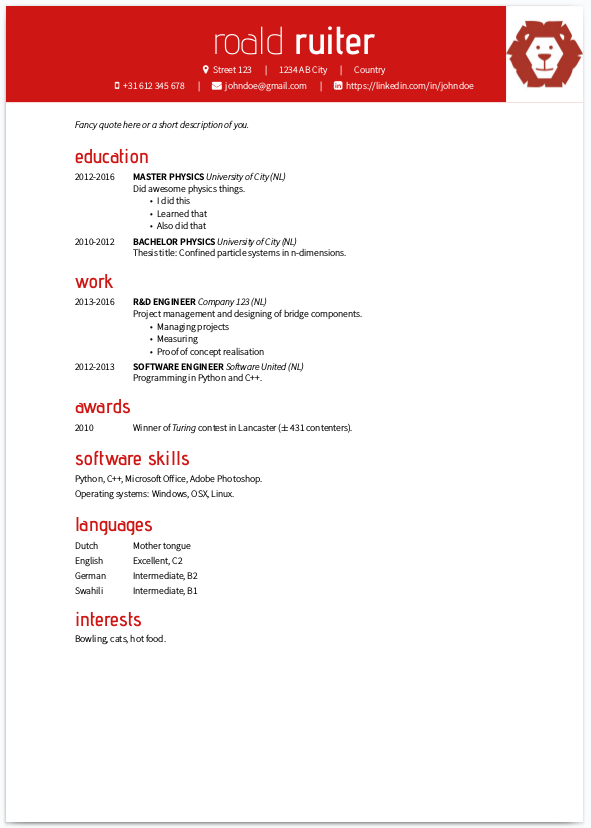 roald ruiter
Street 123 | 1234 AB City | Country
+31 612 345 678 | johndoe@gmail.com | https://linkedin.com/in/johndoe
Fancy quote here or a short description of you.
education
2012-2016 MASTER PHYSICS University of City (NL)
Did awesome physics things.
• I did this
• Learned that
• Also did that
2010-2012 BACHELOR PHYSICS University of City (NL)
Thesis title: Confined particle systems in n-dimensions.
work
2013-2016 R&D ENGINEER Company 123 (NL)
Project management and designing of bridge components.
• Managing projects
• Measuring
• Proof of concept realisation
2012-2013 SOFTWARE ENGINEER Software United (NL)
Programming in Python and C++.
awards
2010 Winner of Turing contest in Lancaster (± 431 contenters).
software skills
Python, C++, Microsoft Office, Adobe Photoshop.
Operating systems: Windows, OSX, Linux.
languages
Dutch Mother tongue
English Excellent, C2
German Intermediate, B2
Swahili Intermediate, B1
interests
Bowling, cats, hot food.